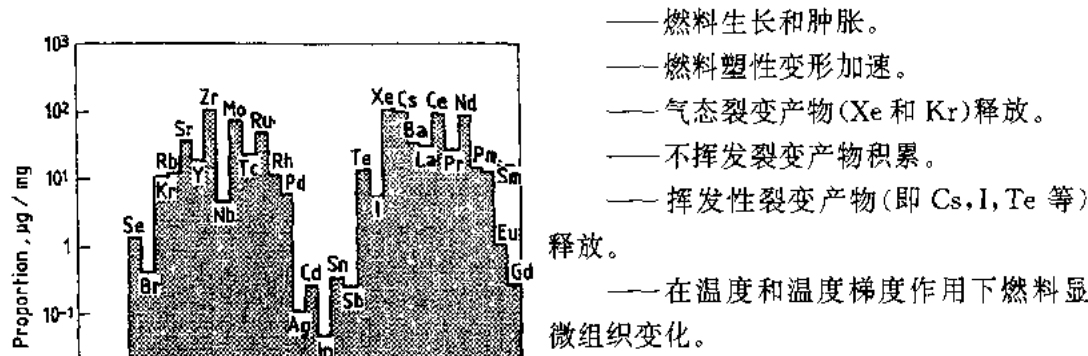 10³
10²
10¹
1
10⁻¹
Proportion, µg / mg
Se
Br
Kr
Rb
Sr
Y
Zr
Nb
Mo
Tc
Ru
Rh
Pd
Ag
Cd
In
Sn
Sb
Te
I
Xe
Cs
Ba
La
Ce
Pr
Nd
Pm
Sm
Eu
Gd
——燃料生长和肿胀。
——燃料塑性变形加速。
——气态裂变产物(Xe 和 Kr)释放。
——不挥发裂变产物积累。
——挥发性裂变产物(即 Cs,I,Te 等)
释放。
——在温度和温度梯度作用下燃料显
微组织变化。